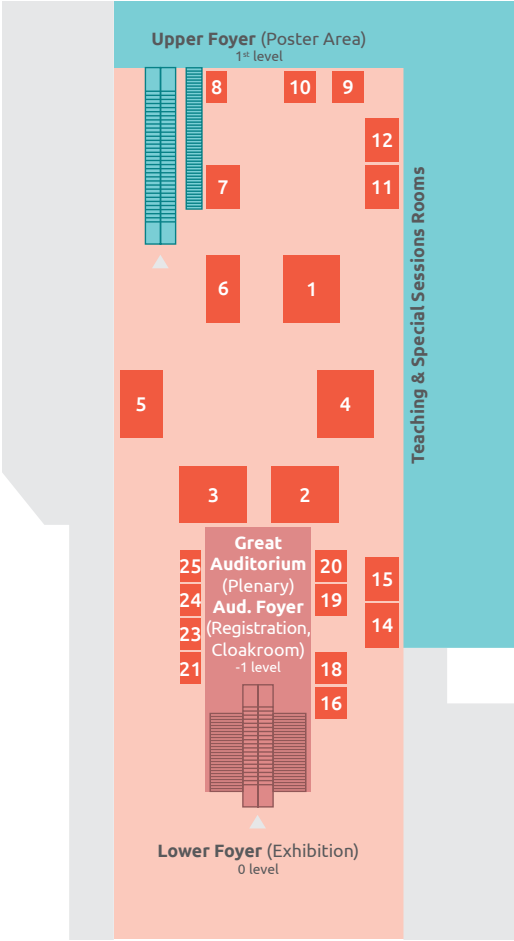 Upper Foyer (Poster Area)
1st level
8
10
9
12
7
11
Teaching & Special Sessions Rooms
6
1
5
4
3
2
Great
Auditorium
(Plenary)
Aud. Foyer
(Registration,
Cloakroom)
-1 level
25
24
23
21
20
19
15
14
18
16
Lower Foyer (Exhibition)
0 level